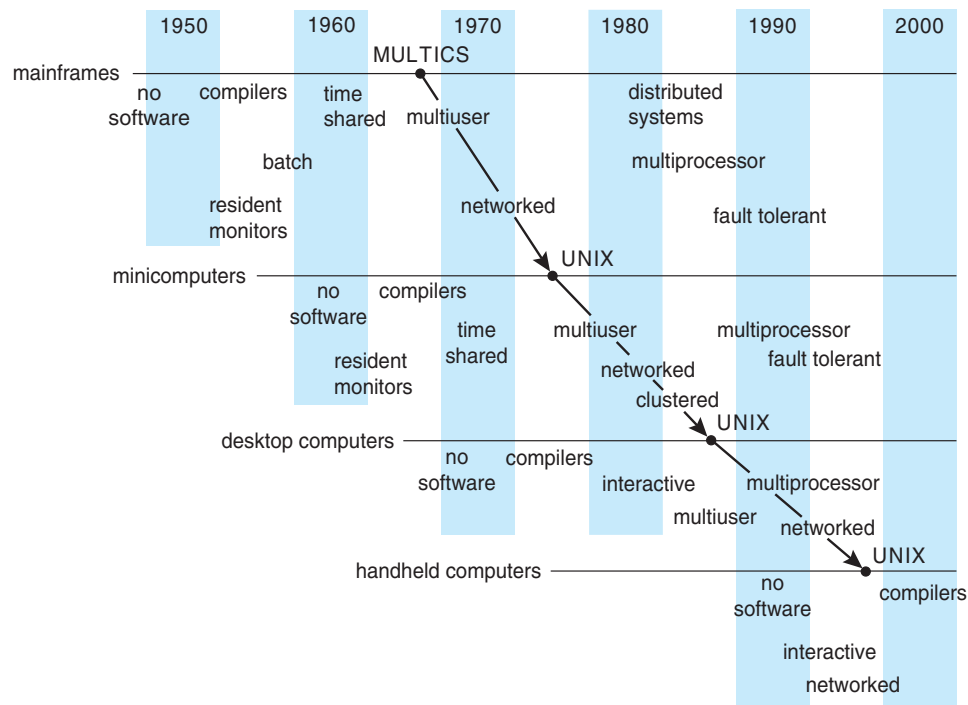 1950 1960 1970 1980 1990 2000
MULTICS
mainframes
no
software
compilers
time
shared
multiuser
distributed
systems
batch
multiprocessor
resident
monitors
networked
fault tolerant
UNIX
minicomputers
no
software
compilers
time
shared
multiuser
multiprocessor
resident
monitors
networked
fault tolerant
clustered
UNIX
desktop computers
no
software
compilers
interactive
multiprocessor
multiuser
networked
UNIX
handheld computers
no
software
compilers
interactive
networked